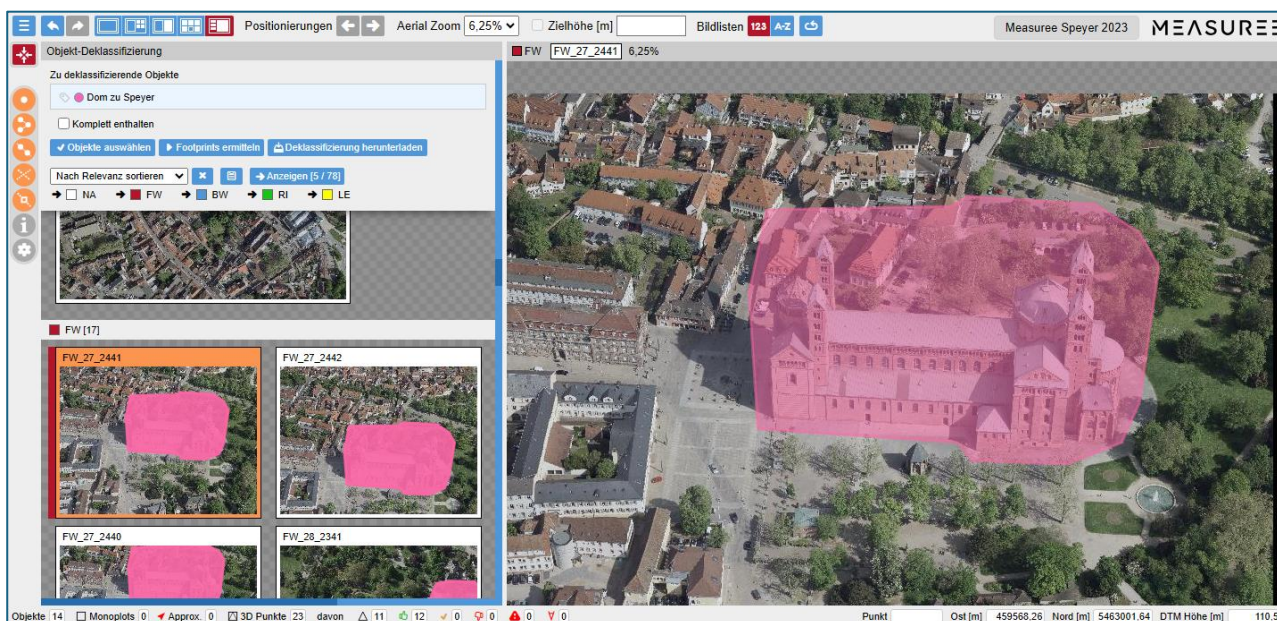 Positionierungen Aerial Zoom 6,25% Zielhöhe [m] Bildlisten 123 A-Z Measuree Speyer 2023 MEASUREE
Objekt-Deklassifizierung
FW FW_27_2441 6,25%
Zu deklassifizierende Objekte
Dom zu Speyer
Komplett enthalten
Objekte auswählen Footprints ermitteln Deklassifizierung herunterladen
Nach Relevanz sortieren Anzeigen [5 / 78]
NA FW BW RI LE
FW [17]
FW_27_2441 FW_27_2442
FW_27_2440 FW_28_2341
Objekte 14 Monoplots 0 Approx. 0 3D Punkte 23 davon 11 12 0 0 0 0 Punkt Ost [m] 459568,26 Nord [m] 5463001,64 DTM Höhe [m] 110,5